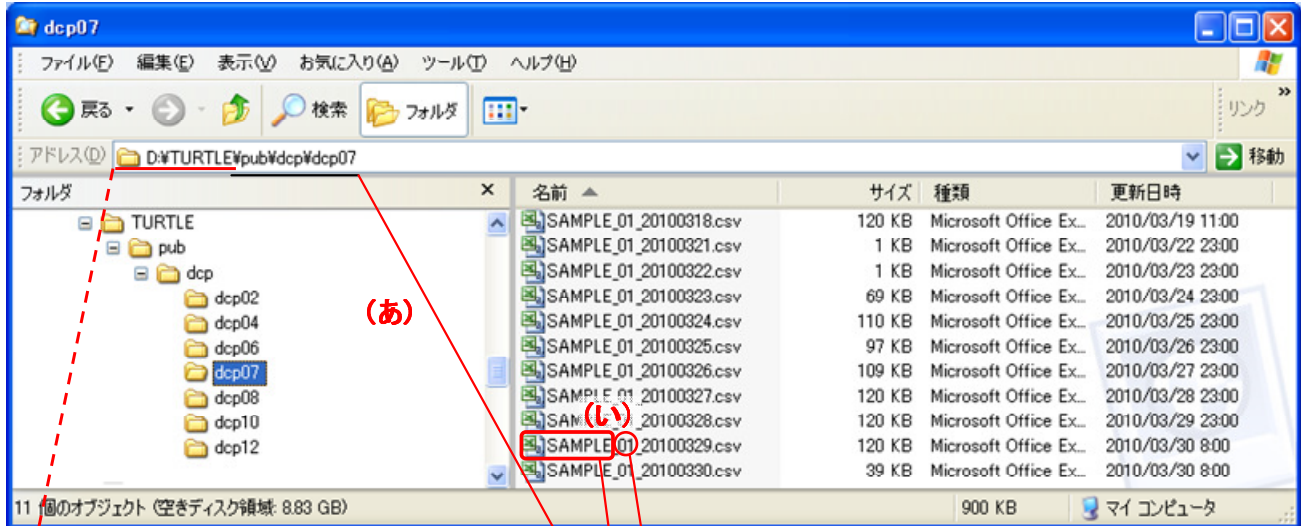 dcp07
ファイル(F) 編集(E) 表示(V) お気に入り(A) ツール(T) ヘルプ(H)
戻る 検索 フォルダ リンク »
アドレス(D) D:¥TURTLE¥pub¥dcp¥dcp07 移動
フォルダ × 名前 サイズ 種類 更新日時
TURTLE
pub
dcp
dcp02
dcp04
dcp06
dcp07
dcp08
dcp10
dcp12
(あ)
SAMPLE_01_20100318.csv 120 KB Microsoft Office Ex... 2010/03/19 11:00
SAMPLE_01_20100321.csv 1 KB Microsoft Office Ex... 2010/03/22 23:00
SAMPLE_01_20100322.csv 1 KB Microsoft Office Ex... 2010/03/23 23:00
SAMPLE_01_20100323.csv 69 KB Microsoft Office Ex... 2010/03/24 23:00
SAMPLE_01_20100324.csv 110 KB Microsoft Office Ex... 2010/03/25 23:00
SAMPLE_01_20100325.csv 97 KB Microsoft Office Ex... 2010/03/26 23:00
SAMPLE_01_20100326.csv 109 KB Microsoft Office Ex... 2010/03/27 23:00
SAMPLE_01_20100327.csv 120 KB Microsoft Office Ex... 2010/03/28 23:00
(い)
_20100328.csv 120 KB Microsoft Office Ex... 2010/03/29 23:00
SAMPLE_01_20100329.csv 120 KB Microsoft Office Ex... 2010/03/30 8:00
SAMPLE_01_20100330.csv 39 KB Microsoft Office Ex... 2010/03/30 8:00
11 個のオブジェクト (空きディスク領域: 8.83 GB) 900 KB マイ コンピュータ